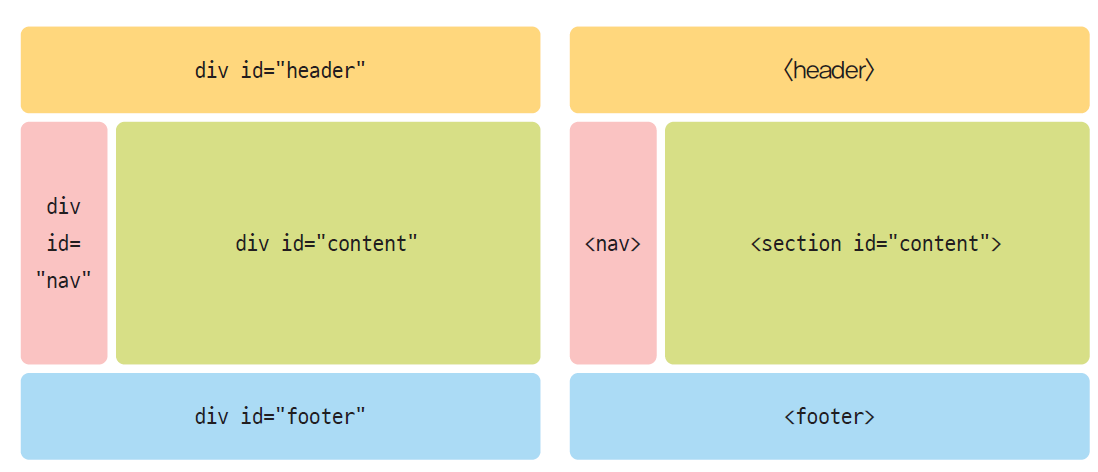 div id="header"
〈header〉
div
id=
"nav"
div id="content"
<nav>
<section id="content">
div id="footer"
<footer>